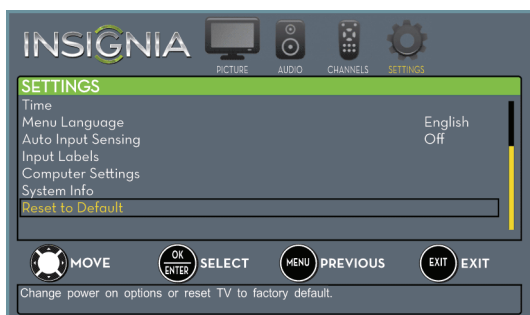 INSIGNIA
PICTURE AUDIO CHANNELS SETTINGS
SETTINGS
Time
Menu Language English
Auto Input Sensing Off
Input Labels
Computer Settings
System Info
Reset to Default
MOVE OK ENTER SELECT MENU PREVIOUS EXIT EXIT
Change power on options or reset TV to factory default.